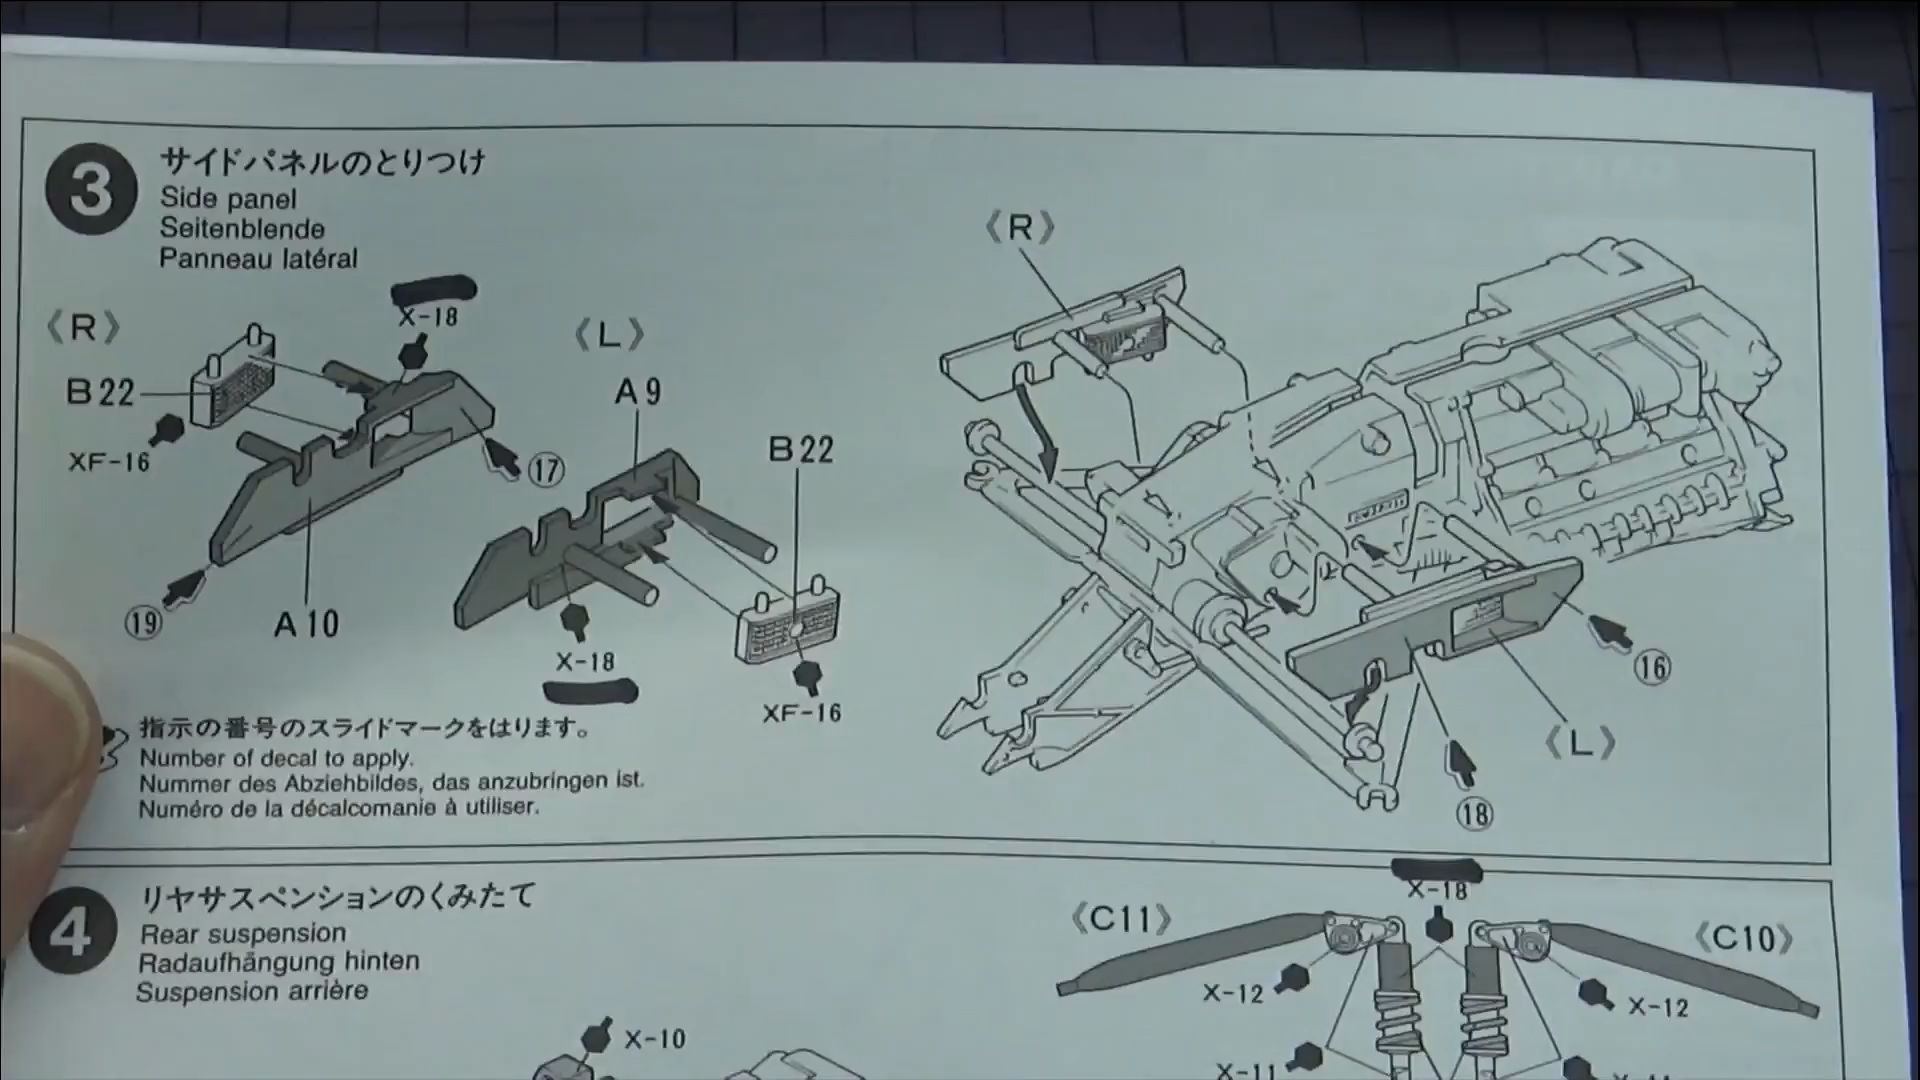 3
サイドパネルのとりつけ
Side panel
Seitenblende
Panneau latéral
《R》
B22
XF-16
X-18
⑰
⑲
A10
《L》
A9
B22
X-18
XF-16
指示の番号のスライドマークをはります。
Number of decal to apply.
Nummer des Abziehbildes, das anzubringen ist.
Numéro de la décalcomanie à utiliser.
《R》
⑯
《L》
⑱
4
リヤサスペンションのくみたて
Rear suspension
Radaufhängung hinten
Suspension arrière
X-10
X-18
《C11》
《C10》
X-12
X-12
X-11